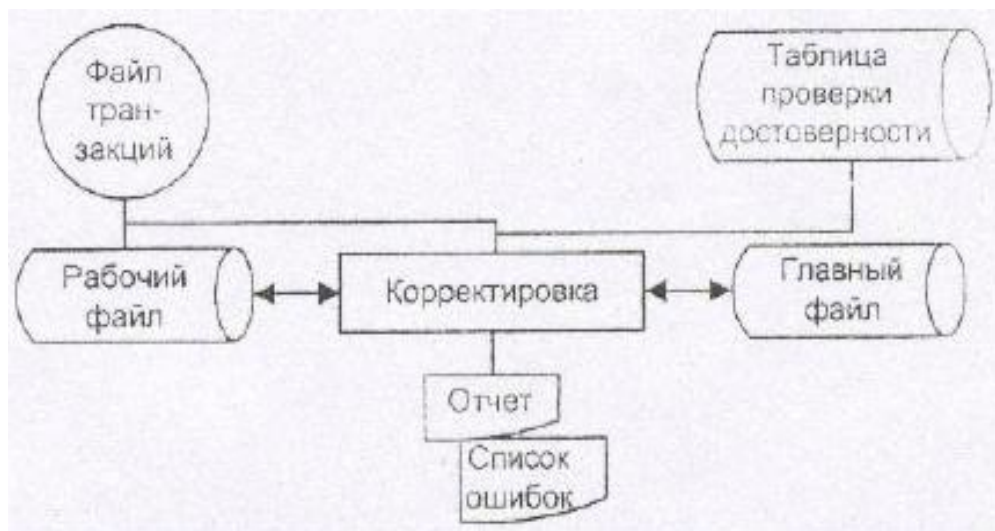 Файл
тран-
закций
Таблица
проверки
достоверности
Рабочий
файл
Корректировка
Главный
файл
Отчет
Список
ошибок